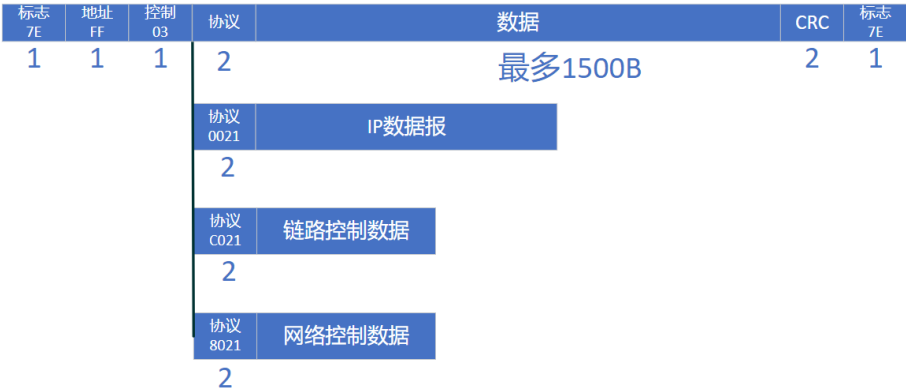 标志 地址 控制 协议 数据 CRC 标志
7E FF 03 7E
1 1 1 2 最多1500B 2 1
协议 IP数据报
0021
2
协议 链路控制数据
C021
2
协议 网络控制数据
8021
2